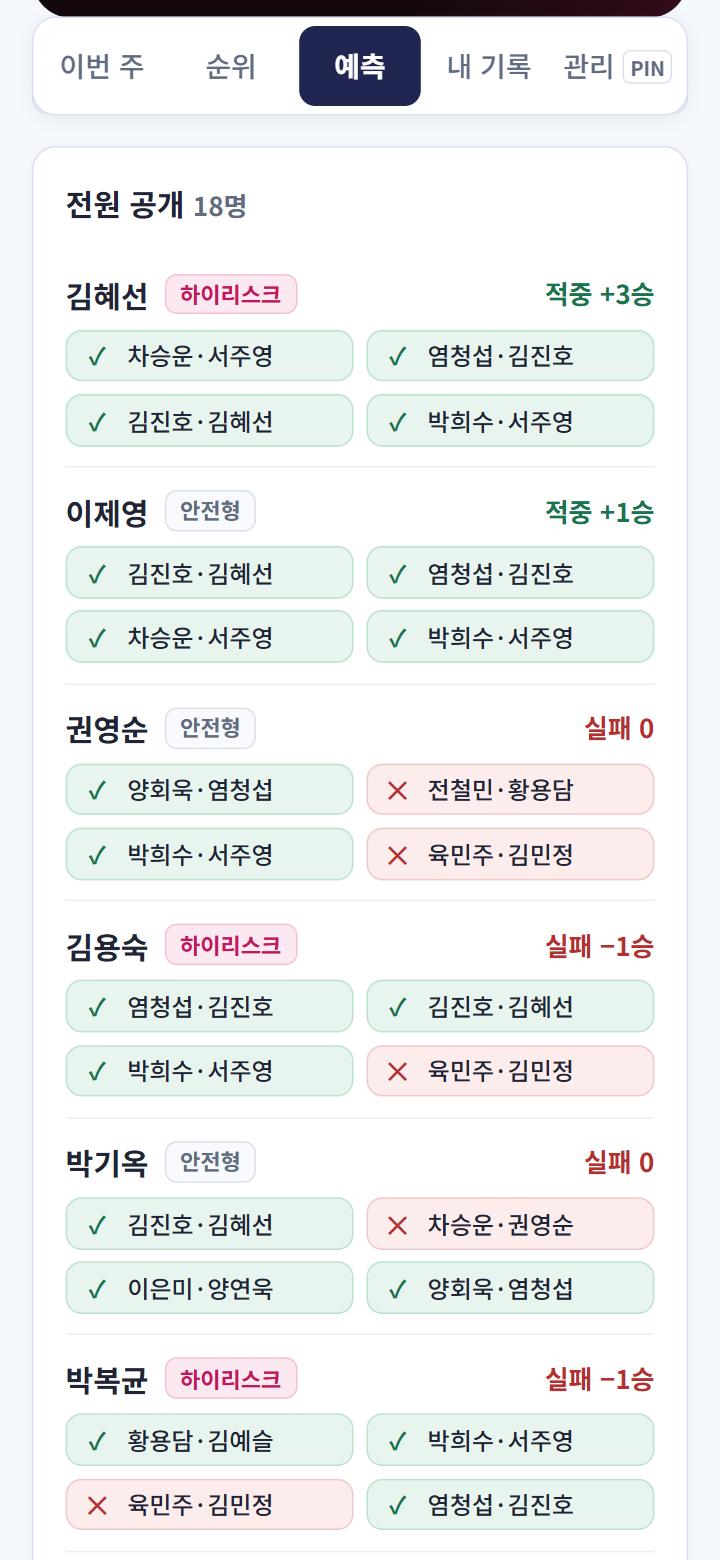 이번 주 순위 예측 내 기록 관리 PIN
전원 공개 18명
김혜선 하이리스크 적중 +3승
✓ 차승운·서주영 ✓ 염청섭·김진호
✓ 김진호·김혜선 ✓ 박희수·서주영
이제영 안전형 적중 +1승
✓ 김진호·김혜선 ✓ 염청섭·김진호
✓ 차승운·서주영 ✓ 박희수·서주영
권영순 안전형 실패 0
✓ 양회욱·염청섭 ✕ 전철민·황용담
✓ 박희수·서주영 ✕ 육민주·김민정
김용숙 하이리스크 실패 −1승
✓ 염청섭·김진호 ✓ 김진호·김혜선
✓ 박희수·서주영 ✕ 육민주·김민정
박기옥 안전형 실패 0
✓ 김진호·김혜선 ✕ 차승운·권영순
✓ 이은미·양연욱 ✓ 양회욱·염청섭
박복균 하이리스크 실패 −1승
✓ 황용담·김예슬 ✓ 박희수·서주영
✕ 육민주·김민정 ✓ 염청섭·김진호